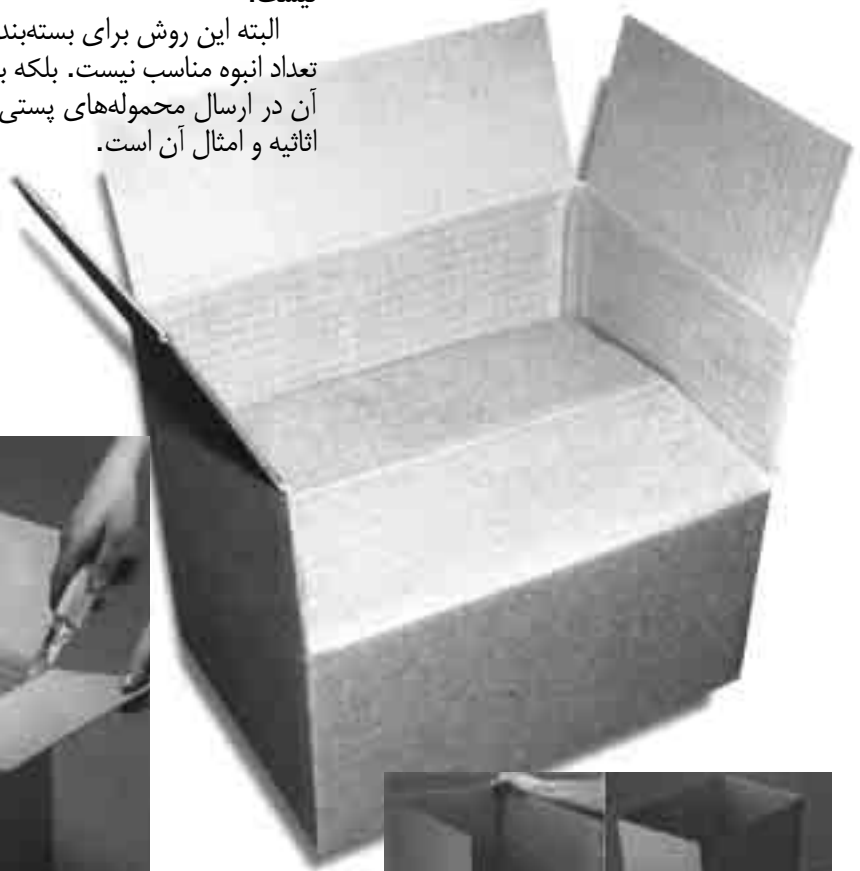 نیست.
البته این روش برای بسته‌بند
تعداد انبوه مناسب نیست. بلکه ب
آن در ارسال محموله‌های پستی
اثاثیه و امثال آن است.